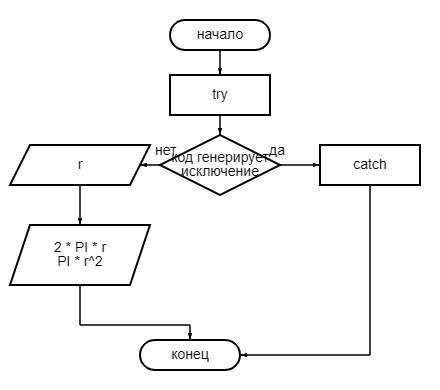 начало
try
нет
код генерирует
исключение
да
r
catch
2 * PI * r
PI * r^2
конец